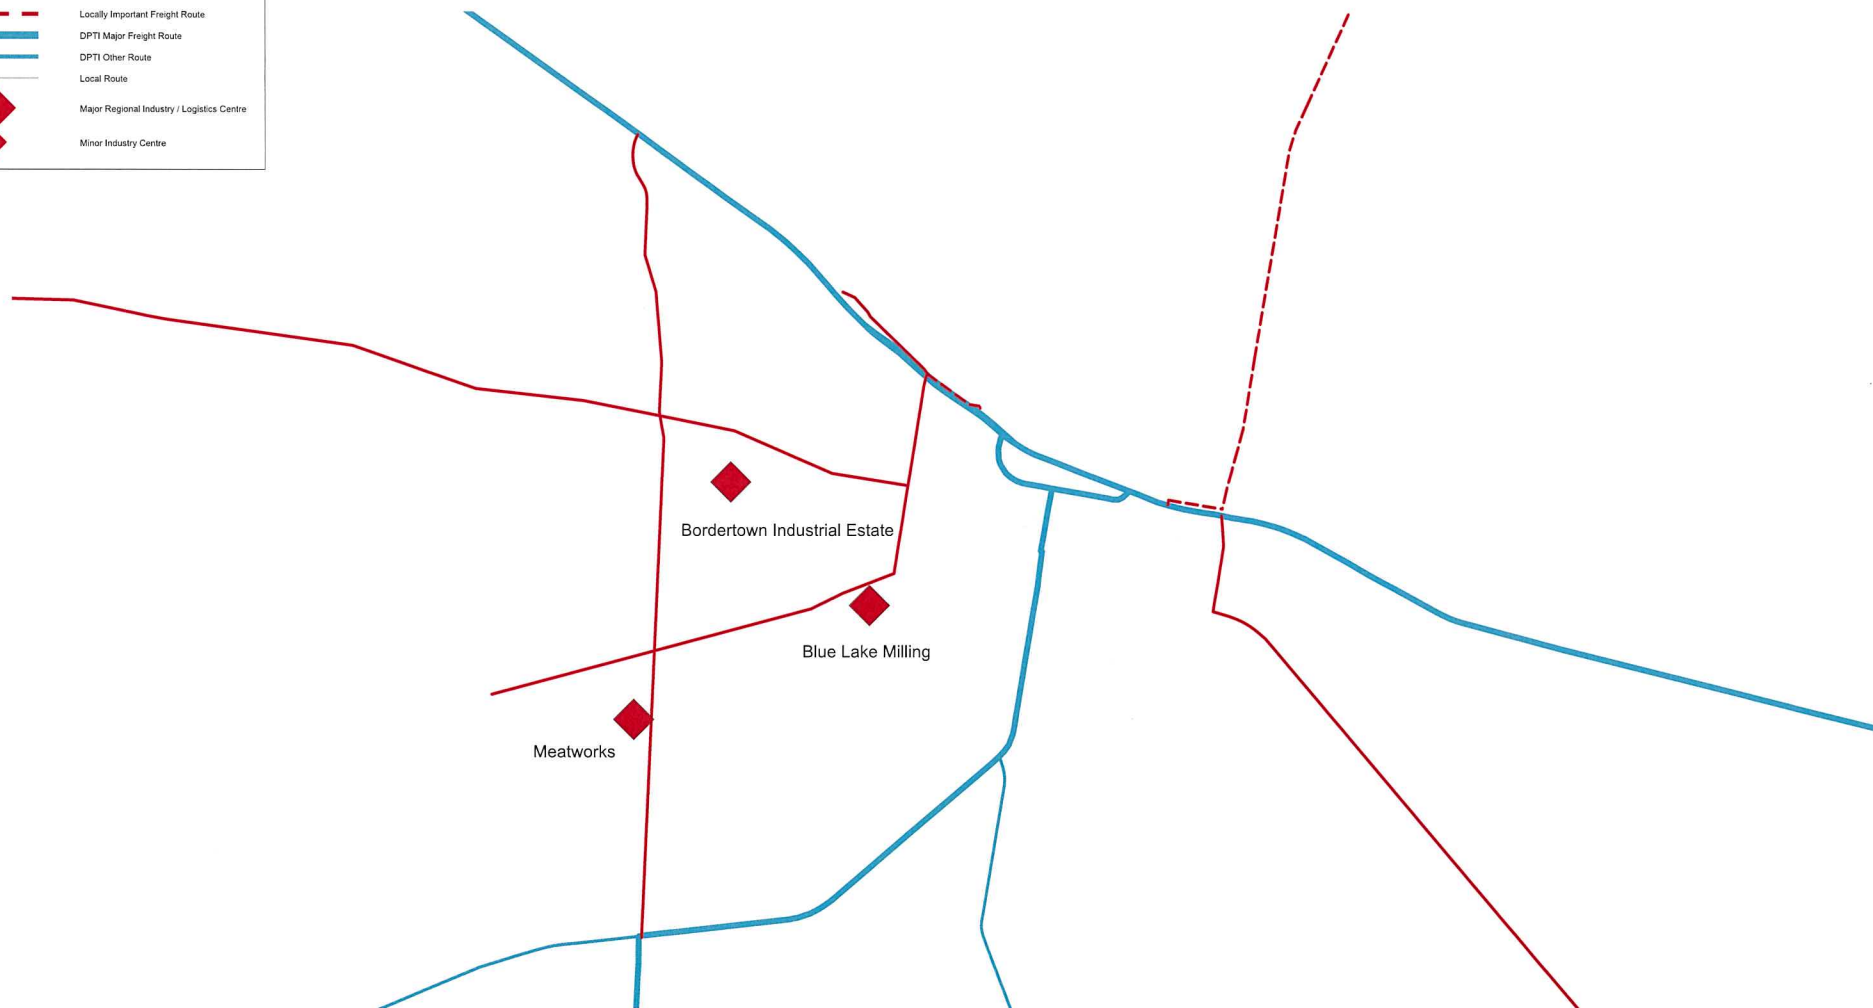 Locally Important Freight Route
DPTI Major Freight Route
DPTI Other Route
Local Route
Major Regional Industry / Logistics Centre
Minor Industry Centre
Bordertown Industrial Estate
Blue Lake Milling
Meatworks